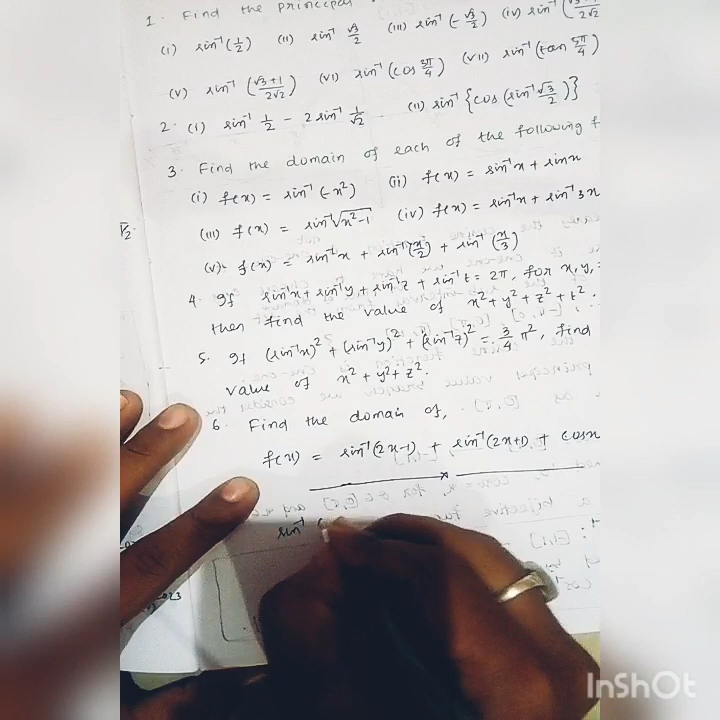 1. Find the principal
(i) sin⁻¹(1/2) (ii) sin⁻¹ √3/2 (iii) sin⁻¹(-√3/2) (iv) sin⁻¹(
(v) sin⁻¹(√3+1/2√2) (vi) sin⁻¹(cos 3π/4) (vii) sin⁻¹(tan 5π/4)
2. (i) sin⁻¹ 1/2 - 2 sin⁻¹ 1/√2 (ii) sin⁻¹{cos(sin⁻¹ √3/2)}
3. Find the domain of each of the following f
(i) f(x) = sin⁻¹(-x²) (ii) f(x) = sin⁻¹x + sinx
(iii) f(x) = sin⁻¹√x²-1 (iv) f(x) = sin⁻¹x + sin⁻¹3x
(v) f(x) = sin⁻¹x + sin⁻¹(x/2) + sin⁻¹(x/3)
4. If sin⁻¹x + sin⁻¹y + sin⁻¹z + sin⁻¹t = 2π, for x, y,
then find the value of x² + y² + z² + t².
5. If (sin⁻¹x)² + (sin⁻¹y)² + (sin⁻¹z)² = 3/4 π², find
value of x² + y² + z².
6. Find the domain of,
f(x) = sin⁻¹(2x-1) + sin⁻¹(2x+1) + cosx
sin⁻¹
InShOt